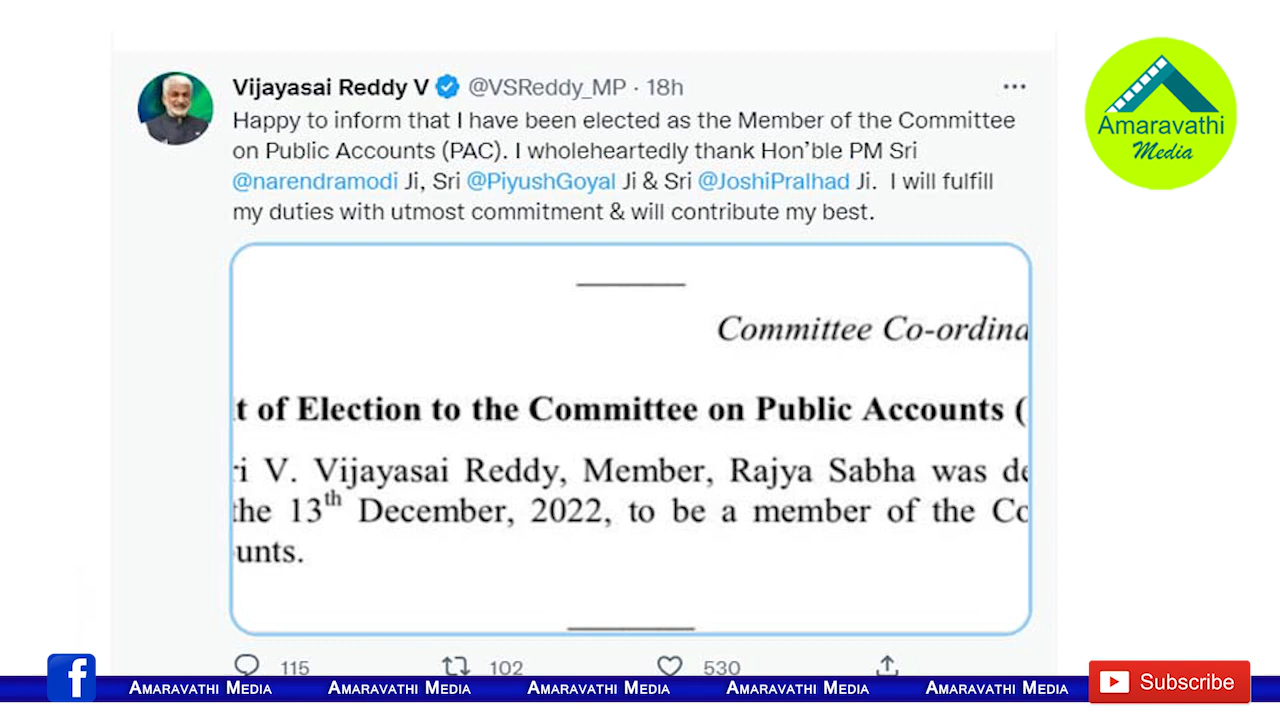 Vijayasai Reddy V @VSReddy_MP · 18h
Happy to inform that I have been elected as the Member of the Committee
on Public Accounts (PAC). I wholeheartedly thank Hon'ble PM Sri
@narendramodi Ji, Sri @PiyushGoyal Ji & Sri @JoshiPralhad Ji. I will fulfill
my duties with utmost commitment & will contribute my best.
Committee Co-ordina
t of Election to the Committee on Public Accounts (
ri V. Vijayasai Reddy, Member, Rajya Sabha was de
the 13th December, 2022, to be a member of the Co
unts.
115 102 530
Amaravathi
Media
f
AMARAVATHI MEDIA AMARAVATHI MEDIA AMARAVATHI MEDIA AMARAVATHI MEDIA AMARAVATHI MEDIA
Subscribe